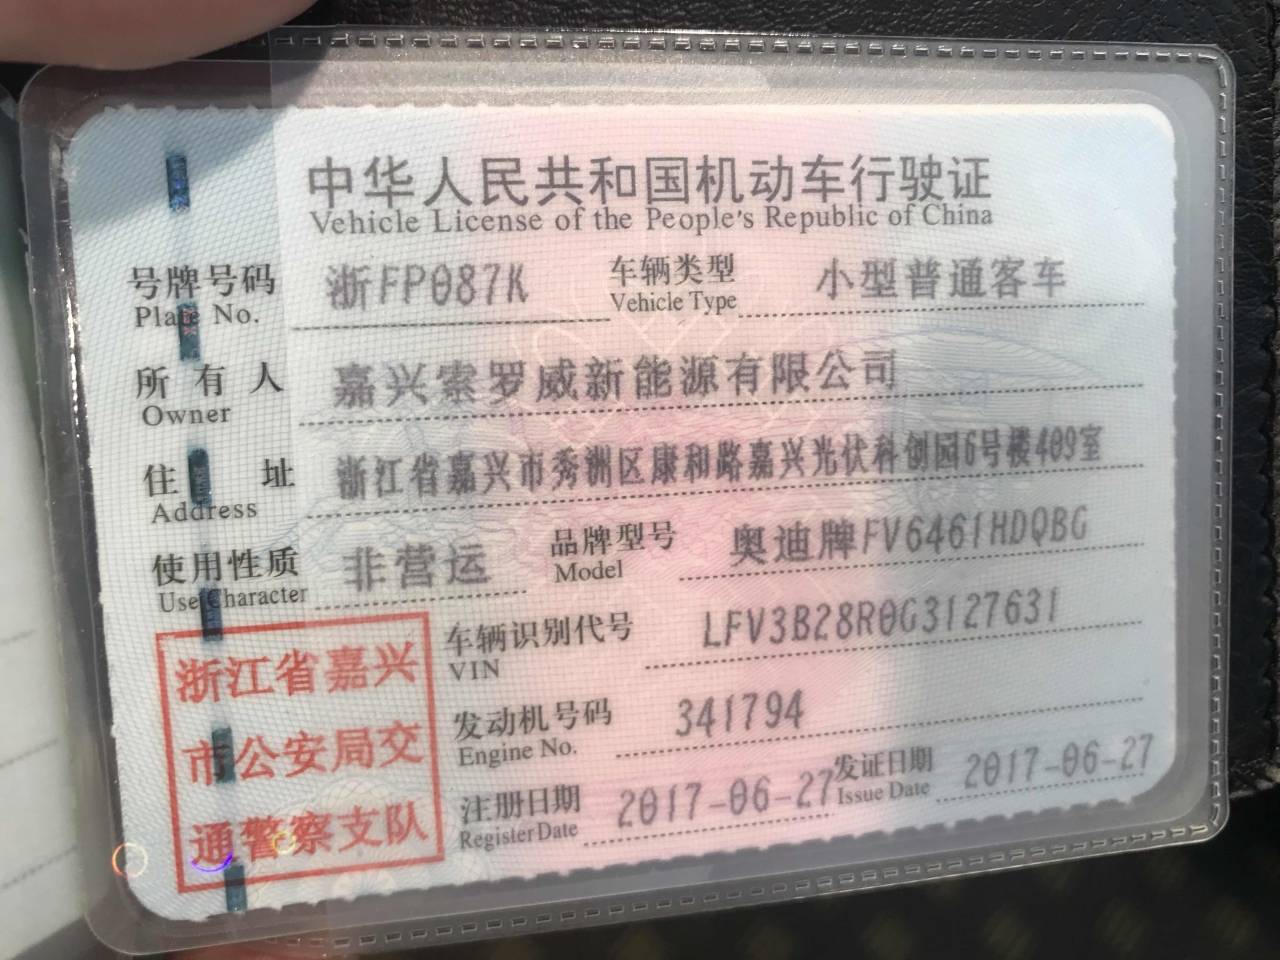 中华人民共和国机动车行驶证
Vehicle License of the People's Republic of China
号牌号码 浙FP087K 车辆类型 小型普通客车
Plate No. Vehicle Type
所有人 嘉兴索罗威新能源有限公司
Owner
住址 浙江省嘉兴市秀洲区康和路嘉兴光伏科创园6号楼409室
Address
使用性质 非营运 品牌型号 奥迪牌FV6461HDQBG
Use Character Model
车辆识别代号 LFV3B28R0G3127631
VIN
发动机号码 341794
Engine No.
注册日期 2017-06-27 发证日期 2017-06-27
Register Date Issue Date
浙江省嘉兴
市公安局交
通警察支队